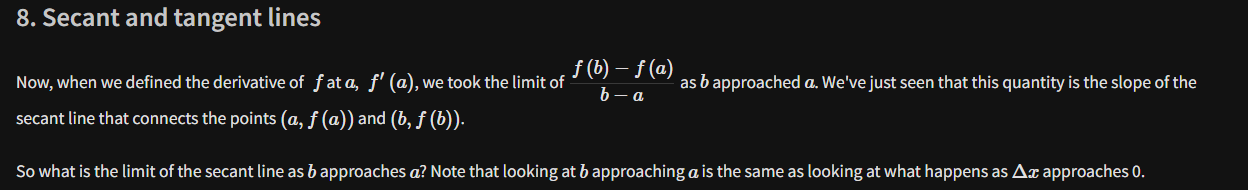 8. Secant and tangent lines
Now, when we defined the derivative of f at a, f′(a), we took the limit of \frac{f(b) − f(a)}{b − a} as b approached a. We've just seen that this quantity is the slope of the
secant line that connects the points (a, f(a)) and (b, f(b)).
So what is the limit of the secant line as b approaches a? Note that looking at b approaching a is the same as looking at what happens as Δx approaches 0.